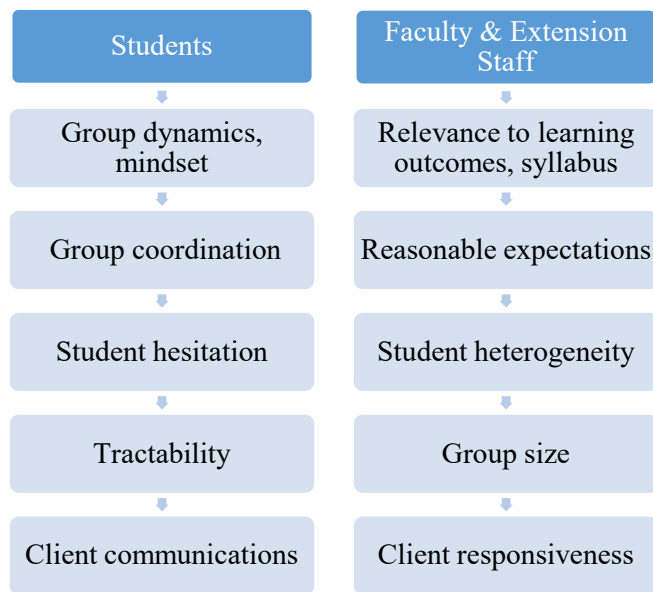 Students
Group dynamics,
mindset
Group coordination
Student hesitation
Tractability
Client communications
Faculty & Extension
Staff
Relevance to learning
outcomes, syllabus
Reasonable expectations
Student heterogeneity
Group size
Client responsiveness